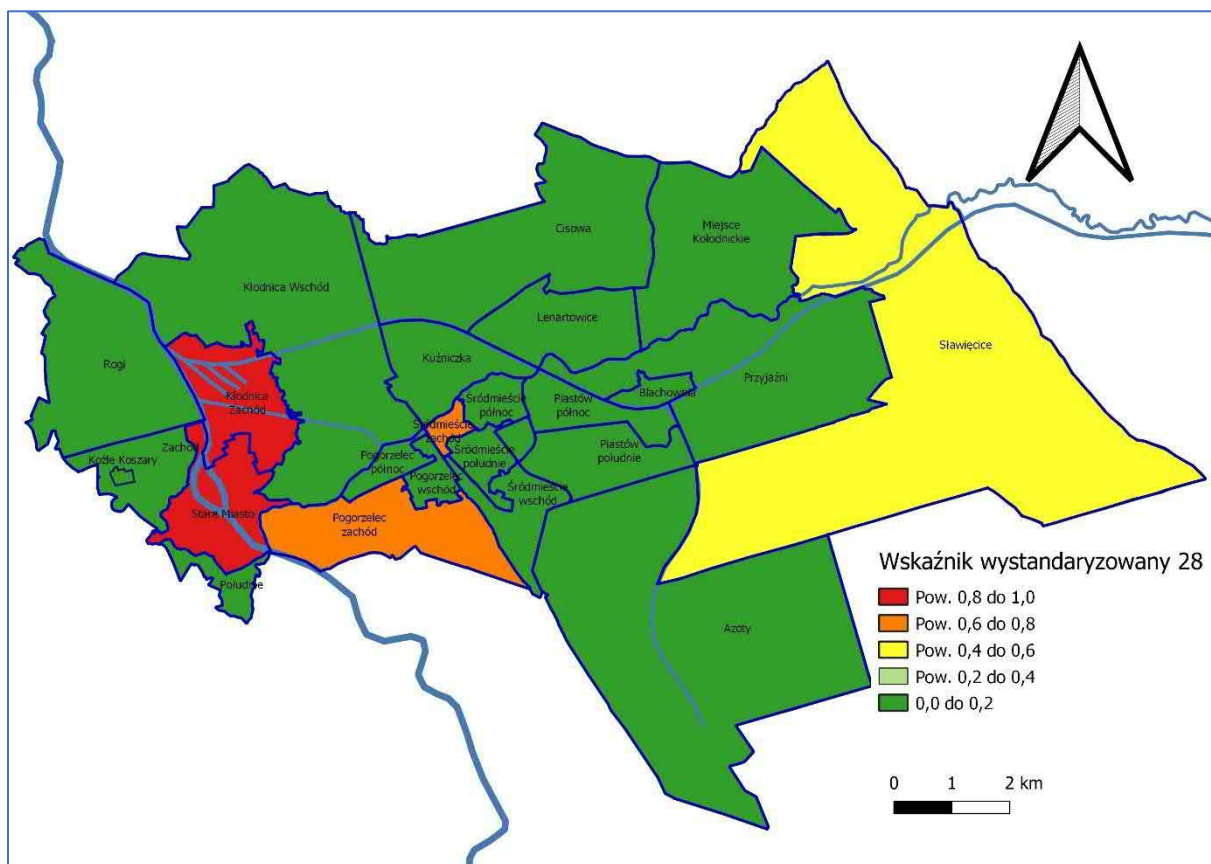 Cisowa
Miejsce
Kołodnickie
Kłodnica Wschód
Lenartowice
Sławięcice
Rogi
Kuźniczka
Przyjaźni
Blachownia
Kłodnica
Zachód
Śródmieście
północ
Piastów
północ
Śródmieście
zachód
Zachód
Koźle Koszary
Pogorzelec
północ
Śródmieście
południe
Piastów
południe
Pogorzelec
wschód
Śródmieście
wschód
Stare Miasto
Pogorzelec
zachód
Południe
Azoty
Wskaźnik wystandaryzowany 28
Pow. 0,8 do 1,0
Pow. 0,6 do 0,8
Pow. 0,4 do 0,6
Pow. 0,2 do 0,4
0,0 do 0,2
0 1 2 km